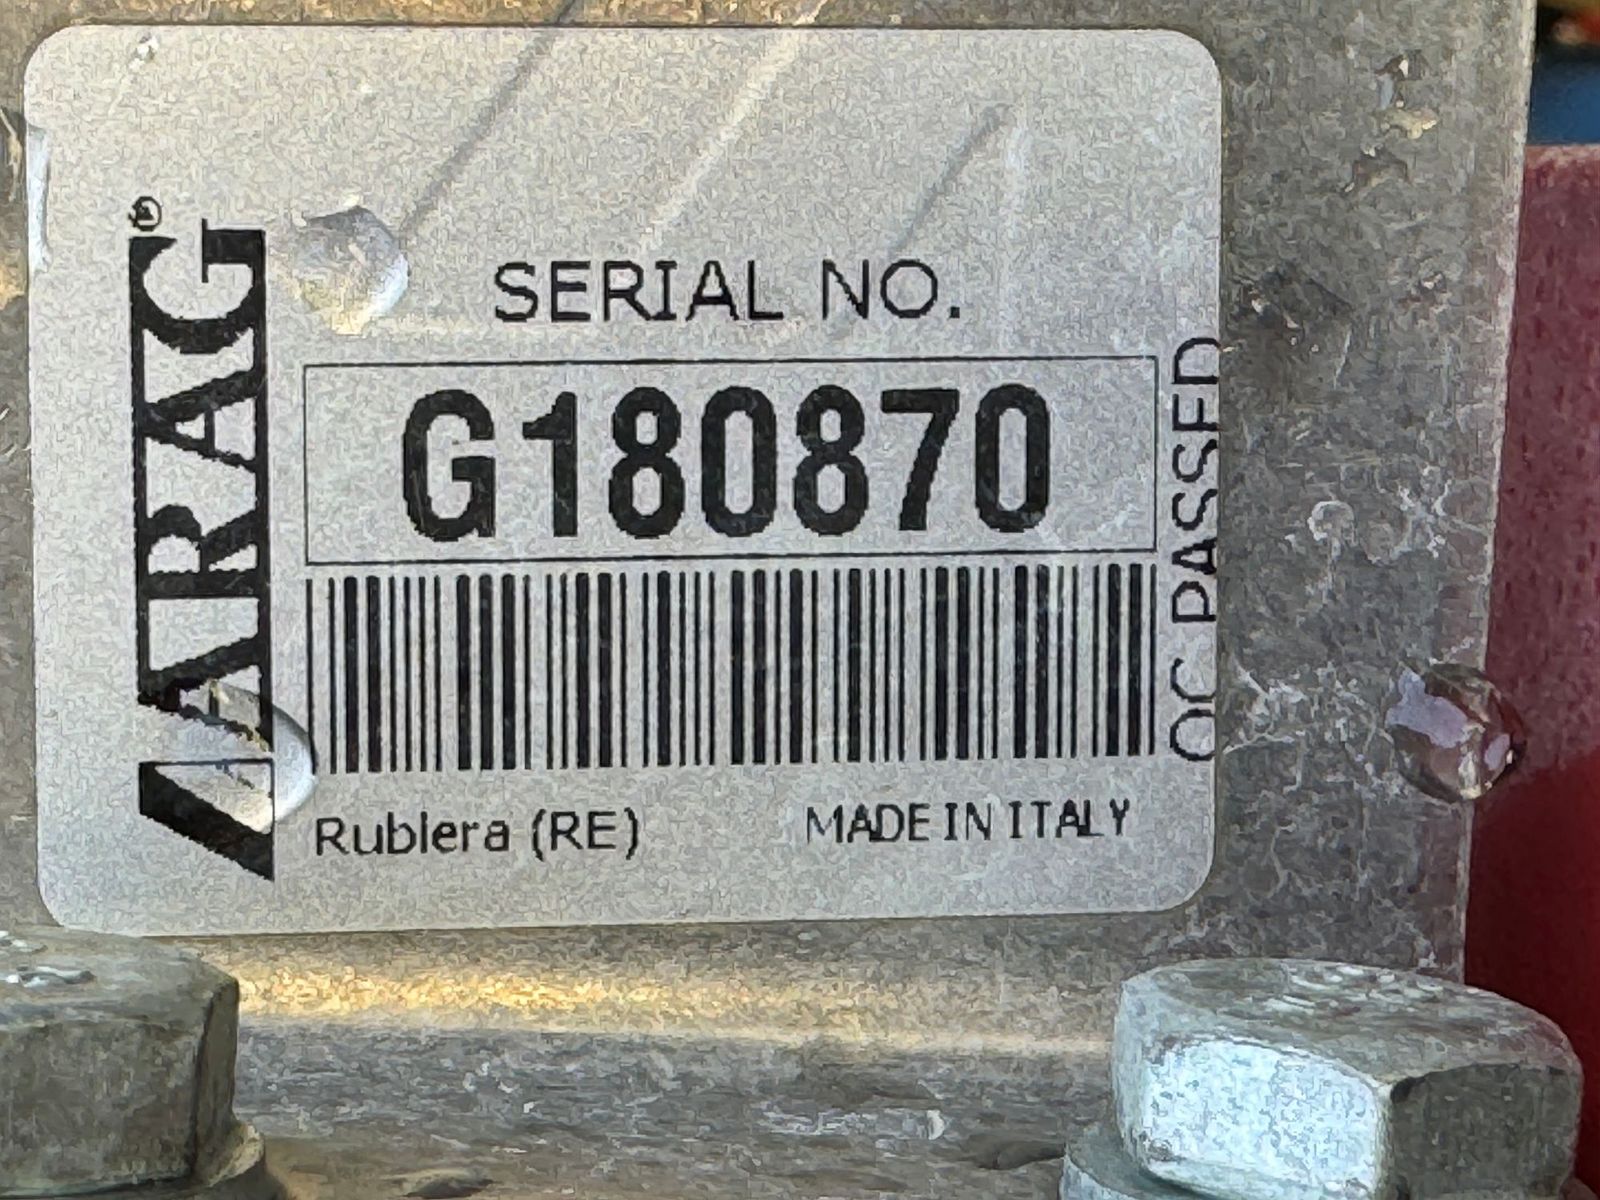 ARAG®
SERIAL NO.
G180870
QC PASSED
Rubiera (RE)
MADE IN ITALY